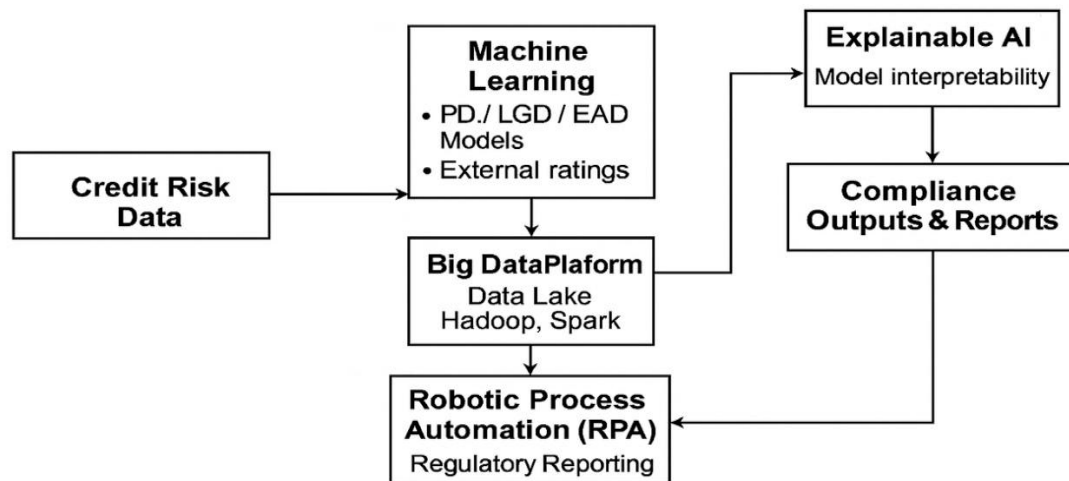 Credit Risk
Data
Machine
Learning
• PD./ LGD / EAD
Models
• External ratings
Big DataPlaform
Data Lake
Hadoop, Spark
Robotic Process
Automation (RPA)
Regulatory Reporting
Explainable AI
Model interpretability
Compliance
Outputs & Reports